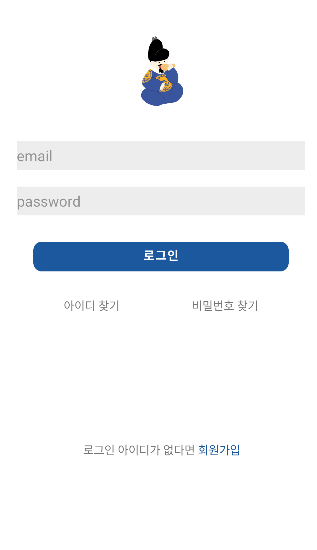 email
password
로그인
아이디 찾기 비밀번호 찾기
로그인 아이디가 없다면 회원가입